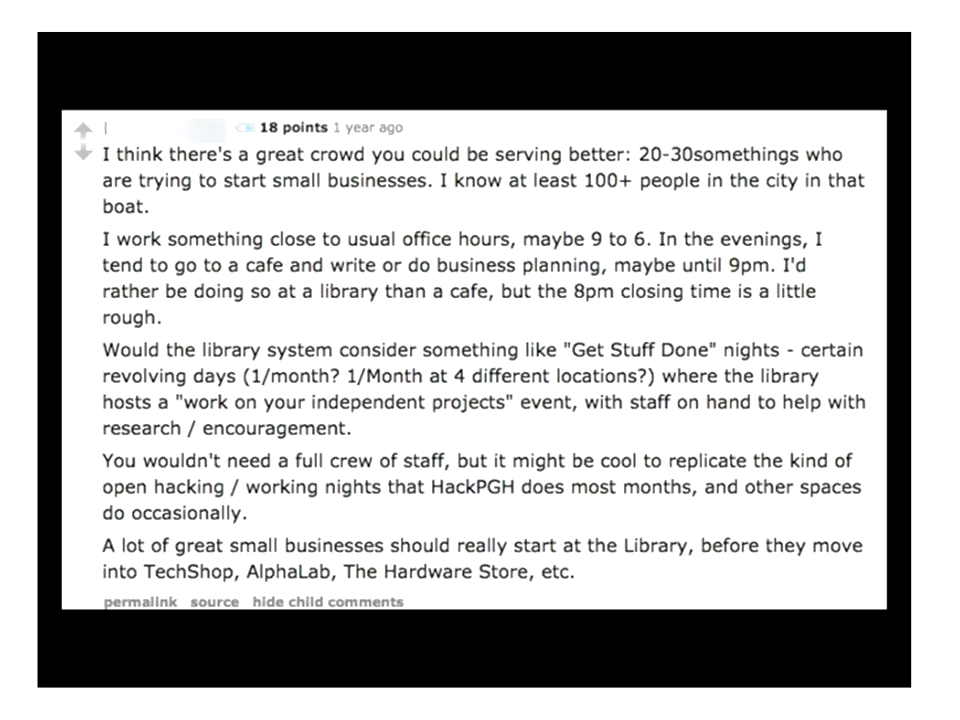 18 points 1 year ago
I think there's a great crowd you could be serving better: 20-30somethings who
are trying to start small businesses. I know at least 100+ people in the city in that
boat.
I work something close to usual office hours, maybe 9 to 6. In the evenings, I
tend to go to a cafe and write or do business planning, maybe until 9pm. I'd
rather be doing so at a library than a cafe, but the 8pm closing time is a little
rough.
Would the library system consider something like "Get Stuff Done" nights - certain
revolving days (1/month? 1/Month at 4 different locations?) where the library
hosts a "work on your independent projects" event, with staff on hand to help with
research / encouragement.
You wouldn't need a full crew of staff, but it might be cool to replicate the kind of
open hacking / working nights that HackPGH does most months, and other spaces
do occasionally.
A lot of great small businesses should really start at the Library, before they move
into TechShop, AlphaLab, The Hardware Store, etc.
permalink source hide child comments